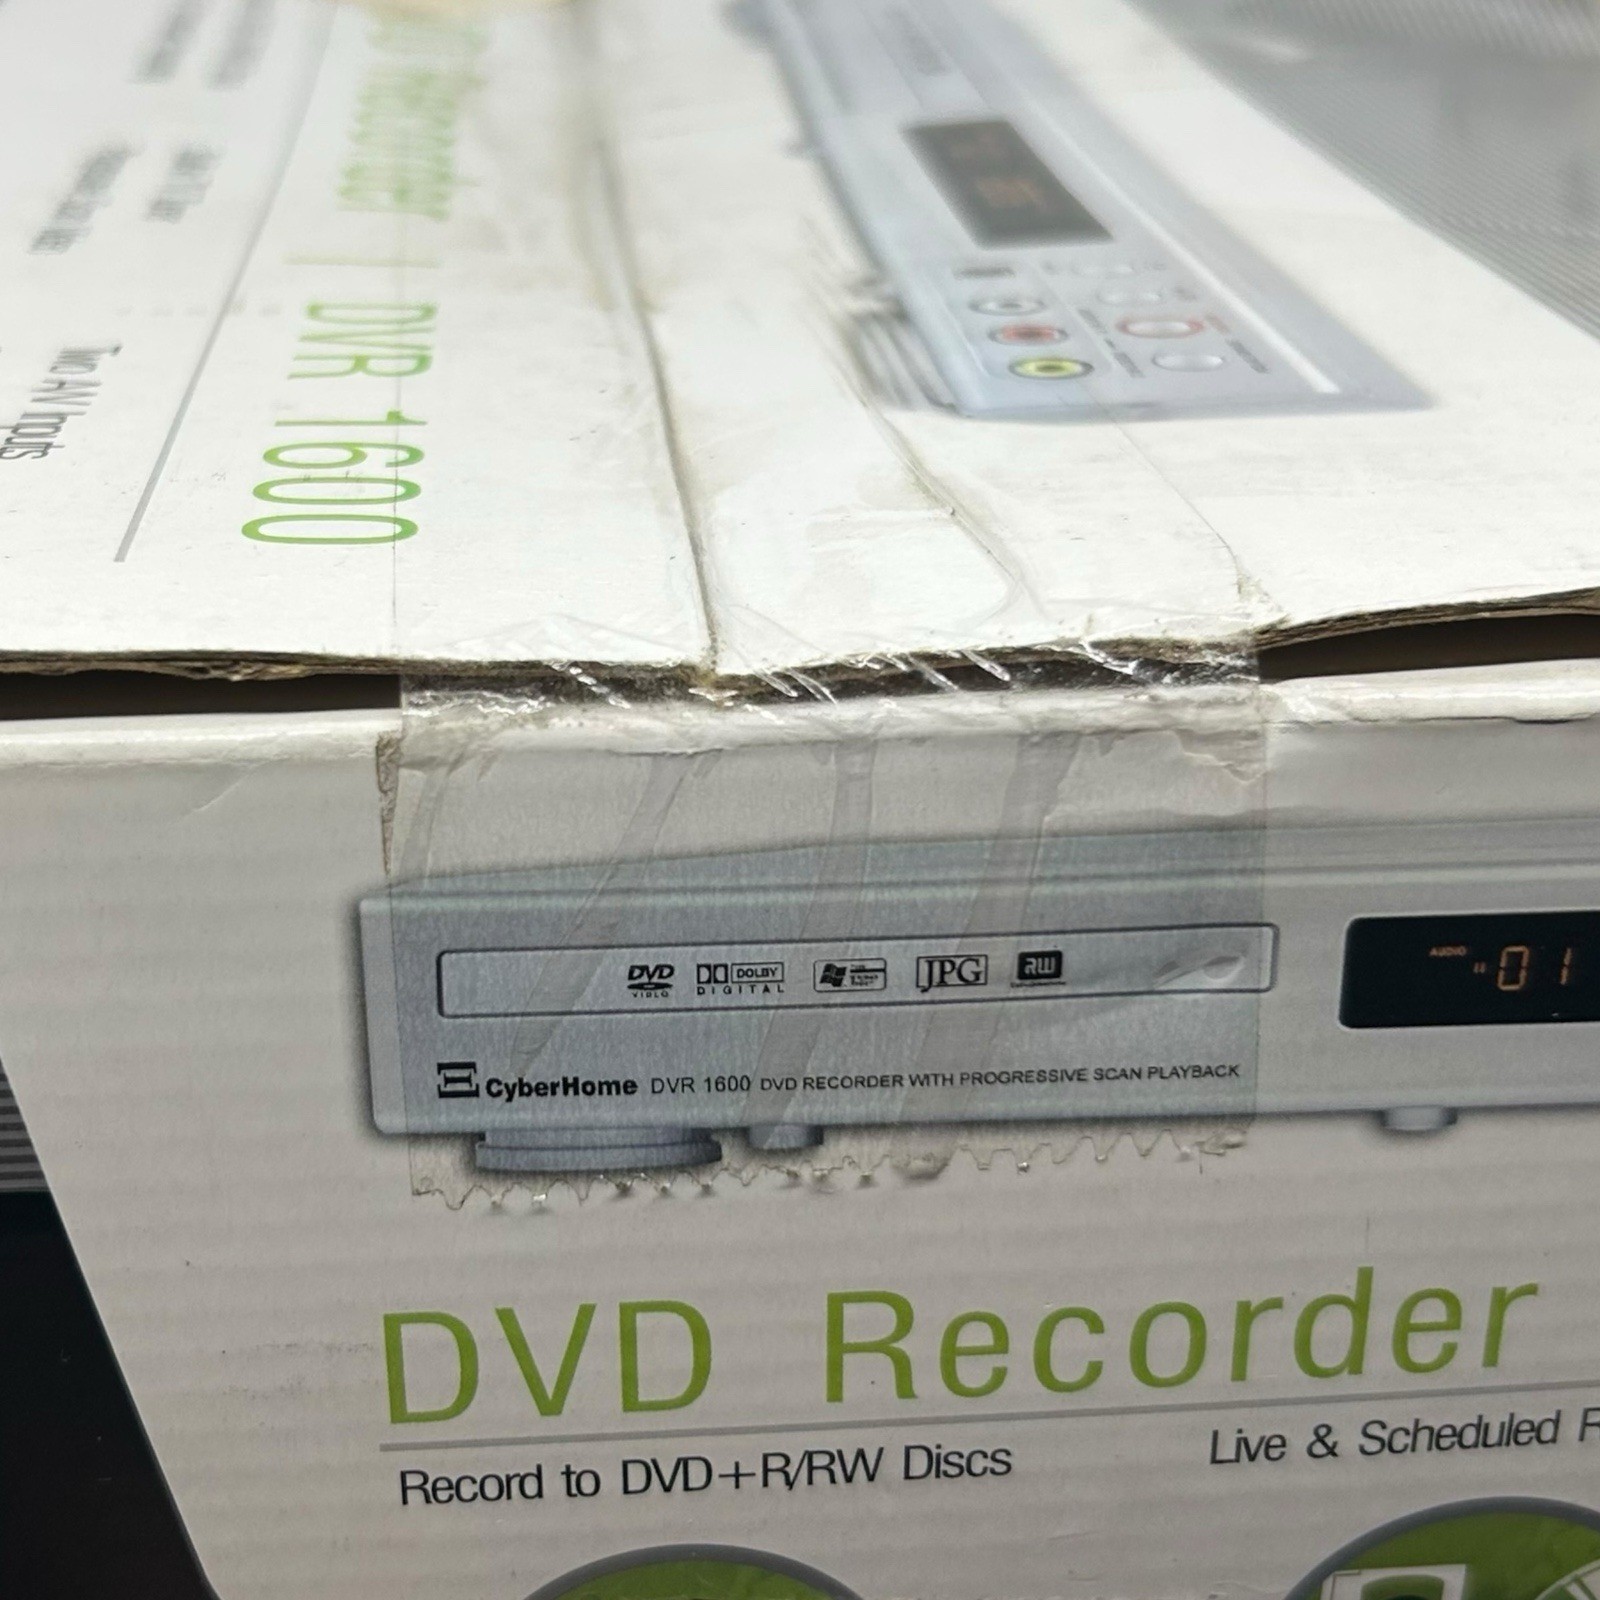 Recorder | DVR 1600
Two A/V Inputs
DVD VIDEO
DOLBY DIGITAL
JPG
RW
AUDIO
01
CyberHome DVR 1600 DVD RECORDER WITH PROGRESSIVE SCAN PLAYBACK
DVD Recorder
Record to DVD+R/RW Discs
Live & Scheduled